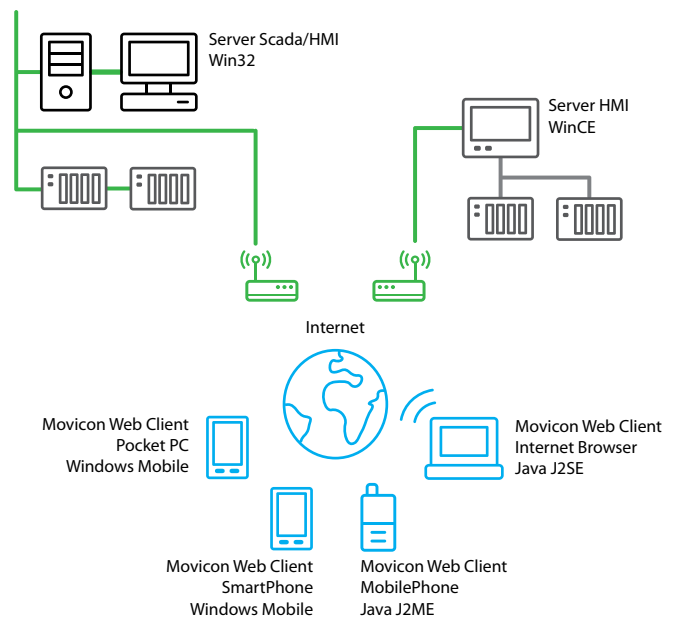 Server Scada/HMI
Win32
Server HMI
WinCE
Internet
Movicon Web Client
Pocket PC
Windows Mobile
Movicon Web Client
Internet Browser
Java J2SE
Movicon Web Client
SmartPhone
Windows Mobile
Movicon Web Client
MobilePhone
Java J2ME